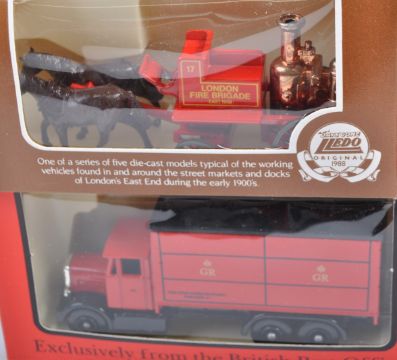 17
LONDON
FIRE BRIGADE
One of a series of five die-cast models typical of the working
vehicles found in and around the street markets and docks
of London's East End during the early 1900's.
LLEDO
ORIGINAL
1988
GR
GR
Exclusively from the British